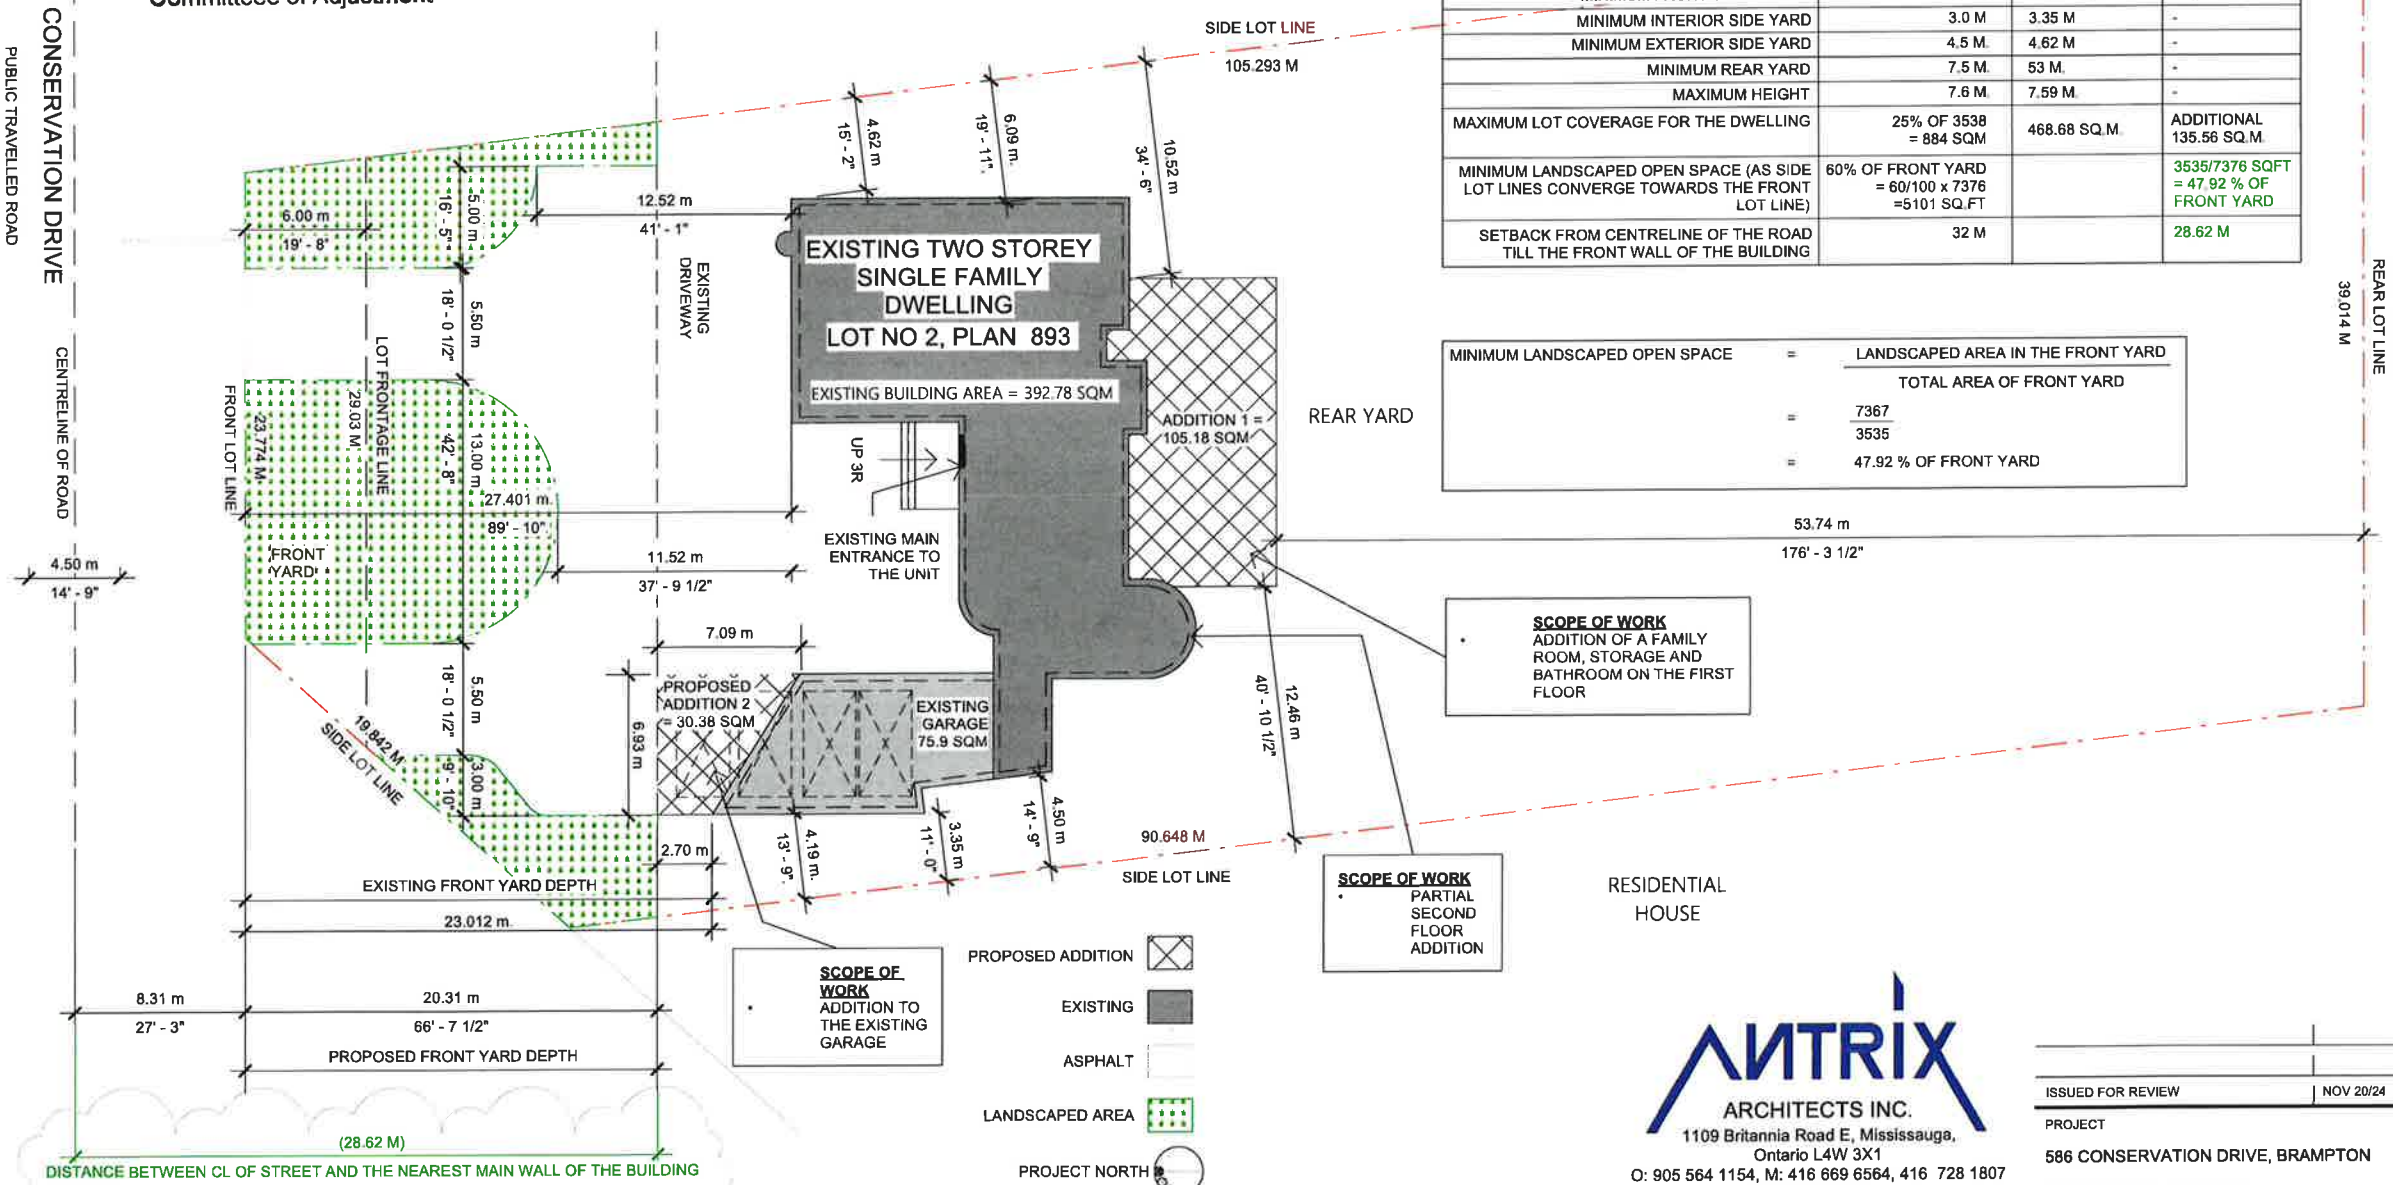 Committee of Adjustment
CONSERVATION DRIVE
PUBLIC TRAVELLED ROAD
CENTRELINE OF ROAD
4.50 m
14' - 9"
SIDE LOT LINE
105.293 M
6.00 m
19' - 8"
5.00 m
16' - 5"
12.52 m
41' - 1"
4.62 m
15' - 2"
6.09 m.
19' - 11".
10.52 m
34' - 6"
EXISTING
DRIVEWAY
5.50 m
18' - 0 1/2"
LOT FRONTAGE LINE
29.03 M
FRONT LOT LINE
23.774 M.
13.00 m
42' - 8"
27.401 m.
89' - 10"
FRONT
YARD
11.52 m
37' - 9 1/2"
EXISTING TWO STOREY
SINGLE FAMILY
DWELLING
LOT NO 2, PLAN 893
EXISTING BUILDING AREA = 392.78 SQM
UP 3R
EXISTING MAIN
ENTRANCE TO
THE UNIT
ADDITION 1 =
105.18 SQM
REAR YARD
7.09 m
5.50 m
18' - 0 1/2"
6.93 m
PROPOSED
ADDITION 2
= 30.38 SQM
EXISTING
GARAGE
75.9 SQM
19.842 M
SIDE LOT LINE
3.00 m
9' - 10"
2.70 m
4.19 m.
13' - 9".
3.35 m
11' - 0"
4.50 m
14' - 9"
12.46 m
40' - 10 1/2"
90.648 M
SIDE LOT LINE
EXISTING FRONT YARD DEPTH
23.012 m.
8.31 m
27' - 3"
20.31 m
66' - 7 1/2"
PROPOSED FRONT YARD DEPTH
(28.62 M)
DISTANCE BETWEEN CL OF STREET AND THE NEAREST MAIN WALL OF THE BUILDING
SCOPE OF
WORK
• ADDITION TO
THE EXISTING
GARAGE
PROPOSED ADDITION
EXISTING
ASPHALT
LANDSCAPED AREA
PROJECT NORTH
SCOPE OF WORK
• PARTIAL
SECOND
FLOOR
ADDITION
SCOPE OF WORK
• ADDITION OF A FAMILY
ROOM, STORAGE AND
BATHROOM ON THE FIRST
FLOOR
53.74 m
176' - 3 1/2"
RESIDENTIAL
HOUSE
REAR LOT LINE
39.014 M
MINIMUM INTERIOR SIDE YARD 3.0 M 3.35 M -
MINIMUM EXTERIOR SIDE YARD 4.5 M. 4.62 M -
MINIMUM REAR YARD 7.5 M. 53 M. -
MAXIMUM HEIGHT 7.6 M. 7.59 M. -
MAXIMUM LOT COVERAGE FOR THE DWELLING 25% OF 3538
= 884 SQM 468.68 SQ.M. ADDITIONAL
135.56 SQ.M.
MINIMUM LANDSCAPED OPEN SPACE (AS SIDE
LOT LINES CONVERGE TOWARDS THE FRONT
LOT LINE) 60% OF FRONT YARD
= 60/100 x 7376
=5101 SQ.FT
3535/7376 SQFT
= 47.92 % OF
FRONT YARD
SETBACK FROM CENTRELINE OF THE ROAD
TILL THE FRONT WALL OF THE BUILDING 32 M 28.62 M
MINIMUM LANDSCAPED OPEN SPACE = LANDSCAPED AREA IN THE FRONT YARD
TOTAL AREA OF FRONT YARD
= 7367
3535
= 47.92 % OF FRONT YARD
ANTRIX
ARCHITECTS INC.
1109 Britannia Road E, Mississauga,
Ontario L4W 3X1
O: 905 564 1154, M: 416 669 6564, 416 728 1807
ISSUED FOR REVIEW NOV 20/24
PROJECT
586 CONSERVATION DRIVE, BRAMPTON